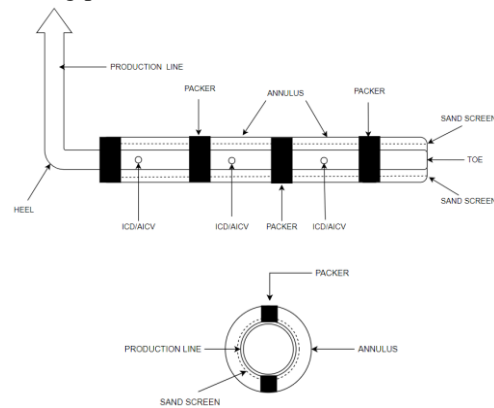 PRODUCTION LINE
PACKER
ANNULUS
PACKER
SAND SCREEN
TOE
SAND SCREEN
HEEL
ICD/AICV
ICD/AICV
PACKER
ICD/AICV
PACKER
PRODUCTION LINE
ANNULUS
SAND SCREEN